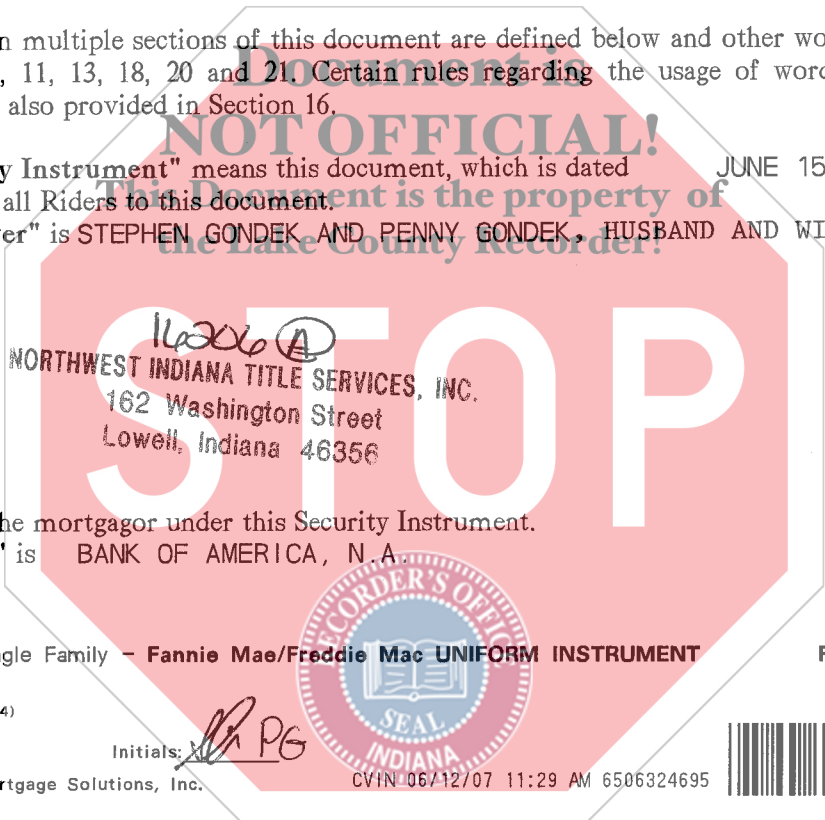 n multiple sections of this document are defined below and other wo
, 11, 13, 18, 20 and 21. Certain rules regarding the usage of word
also provided in Section 16.
Document is
NOT OFFICIAL!
This Document is the property of
the Lake County Recorder!
y Instrument" means this document, which is dated JUNE 15
all Riders to this document.
er" is STEPHEN GONDEK AND PENNY GONDEK, HUSBAND AND WI
STOP
16206 A
NORTHWEST INDIANA TITLE SERVICES, INC.
162 Washington Street
Lowell, Indiana 46356
he mortgagor under this Security Instrument.
" is BANK OF AMERICA, N.A.
RECORDER'S OFFICE
SEAL
INDIANA
gle Family - Fannie Mae/Freddie Mac UNIFORM INSTRUMENT F
4)
Initials: PG
rtgage Solutions, Inc.
CVIN 06/12/07 11:29 AM 6506324695